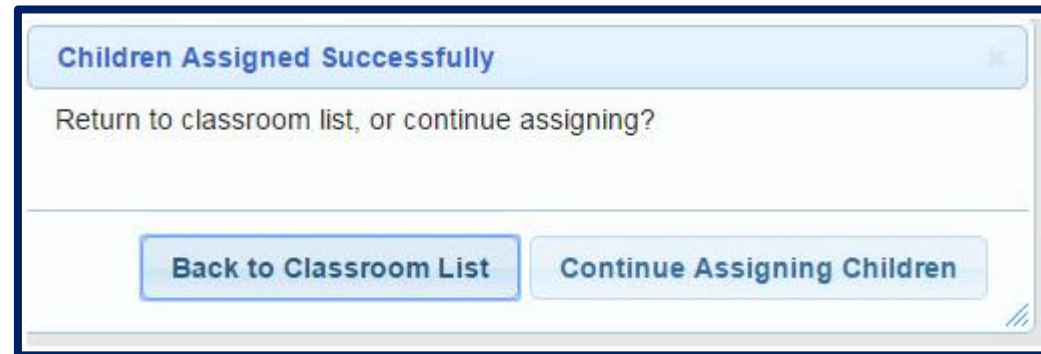 Children Assigned Successfully
Return to classroom list, or continue assigning?
Back to Classroom List
Continue Assigning Children